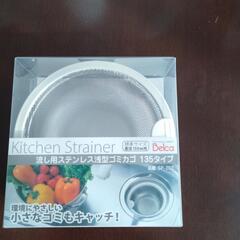 Kitchen Strainer
Belca
流し用ステンレス浅型ゴミカゴ 135タイプ
環境にやさしい
小さなゴミもキャッチ!